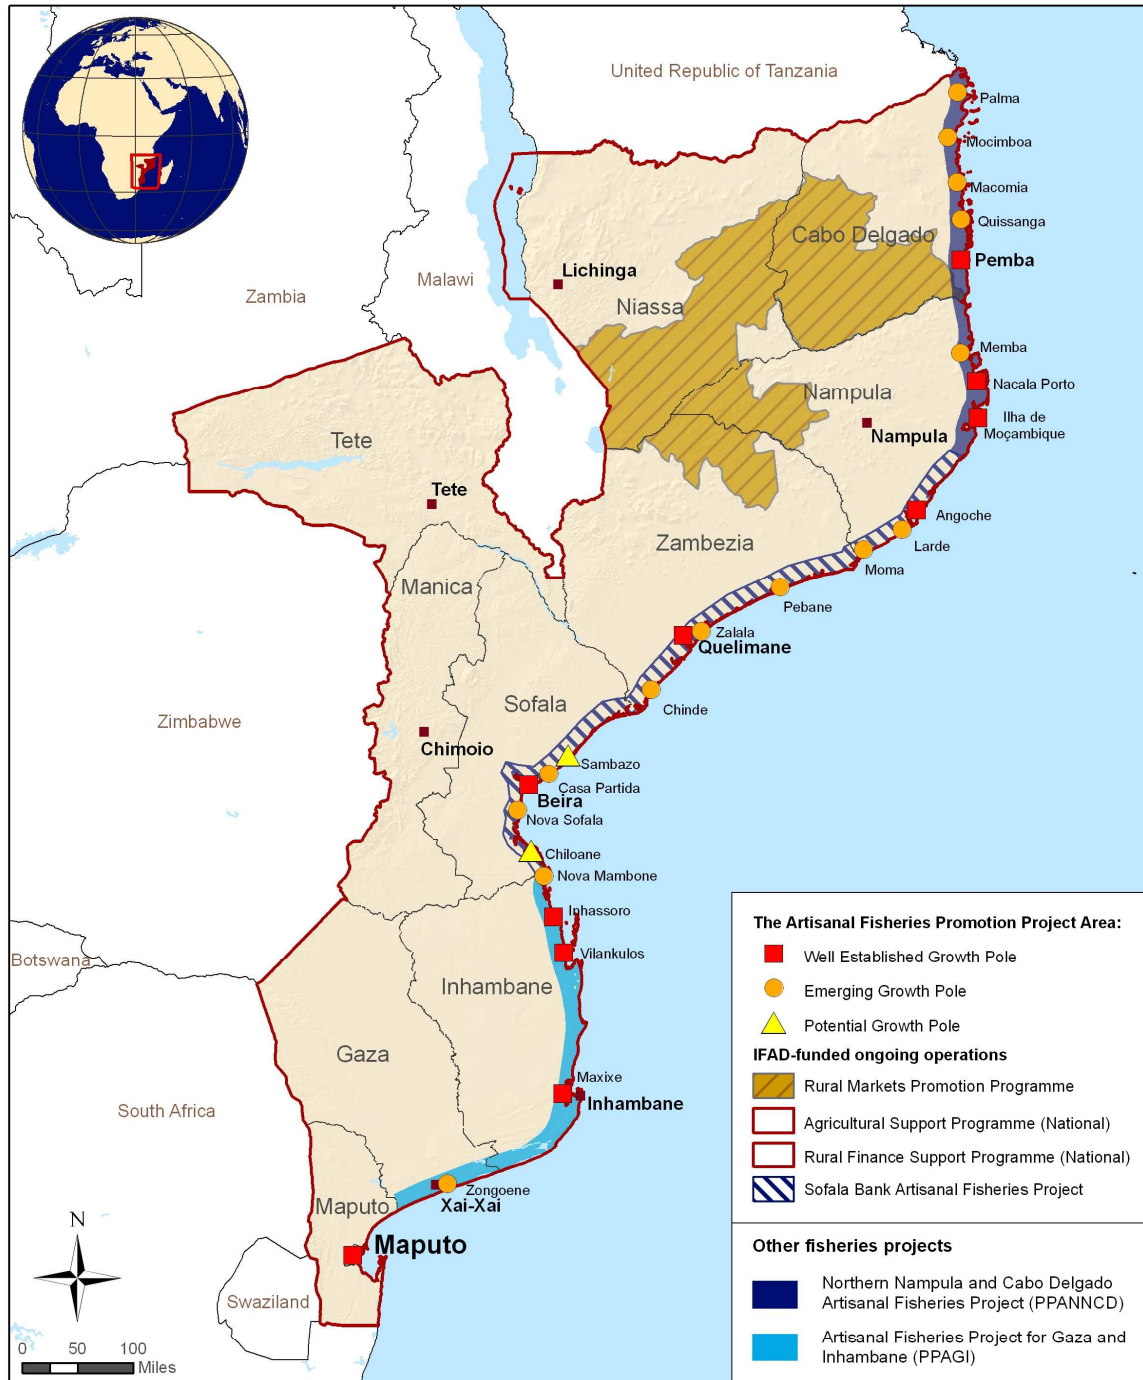 United Republic of Tanzania
Palma
Mocimboa
Macomia
Quissanga
Cabo Delgado
Pemba
Lichinga
Malawi
Zambia
Niassa
Memba
Nacala Porto
Nampula
Ilha de
Moçambique
Nampula
Tete
Tete
Angoche
Zambezia
Larde
Moma
Manica
Pebane
Zalala
Quelimane
Sofala
Chinde
Zimbabwe
Chimoio
Sambazo
Casa Partida
Beira
Nova Sofala
Chiloane
Nova Mambone
Inhassoro
Botswana
Vilankulos
Inhambane
Gaza
Maxixe
Inhambane
South Africa
Zongoene
Maputo
Xai-Xai
N
Maputo
Swaziland
0 50 100
Miles
The Artisanal Fisheries Promotion Project Area:
Well Established Growth Pole
Emerging Growth Pole
Potential Growth Pole
IFAD-funded ongoing operations
Rural Markets Promotion Programme
Agricultural Support Programme (National)
Rural Finance Support Programme (National)
Sofala Bank Artisanal Fisheries Project
Other fisheries projects
Northern Nampula and Cabo Delgado
Artisanal Fisheries Project (PPANNCD)
Artisanal Fisheries Project for Gaza and
Inhambane (PPAGI)